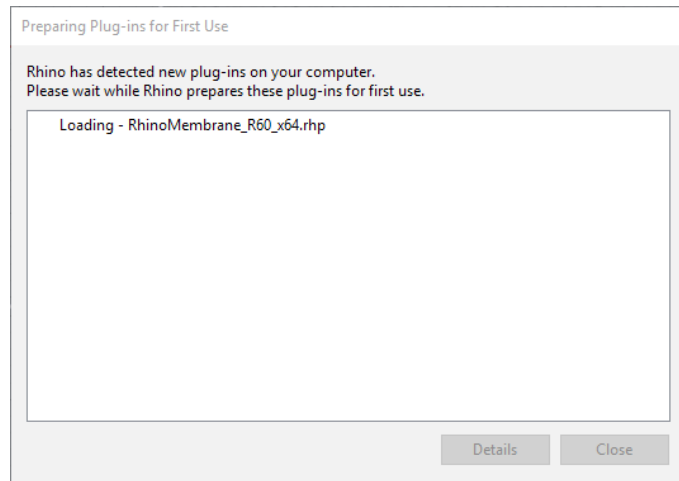 Preparing Plug-ins for First Use
Rhino has detected new plug-ins on your computer.
Please wait while Rhino prepares these plug-ins for first use.
Loading - RhinoMembrane_R60_x64.rhp
Details
Close